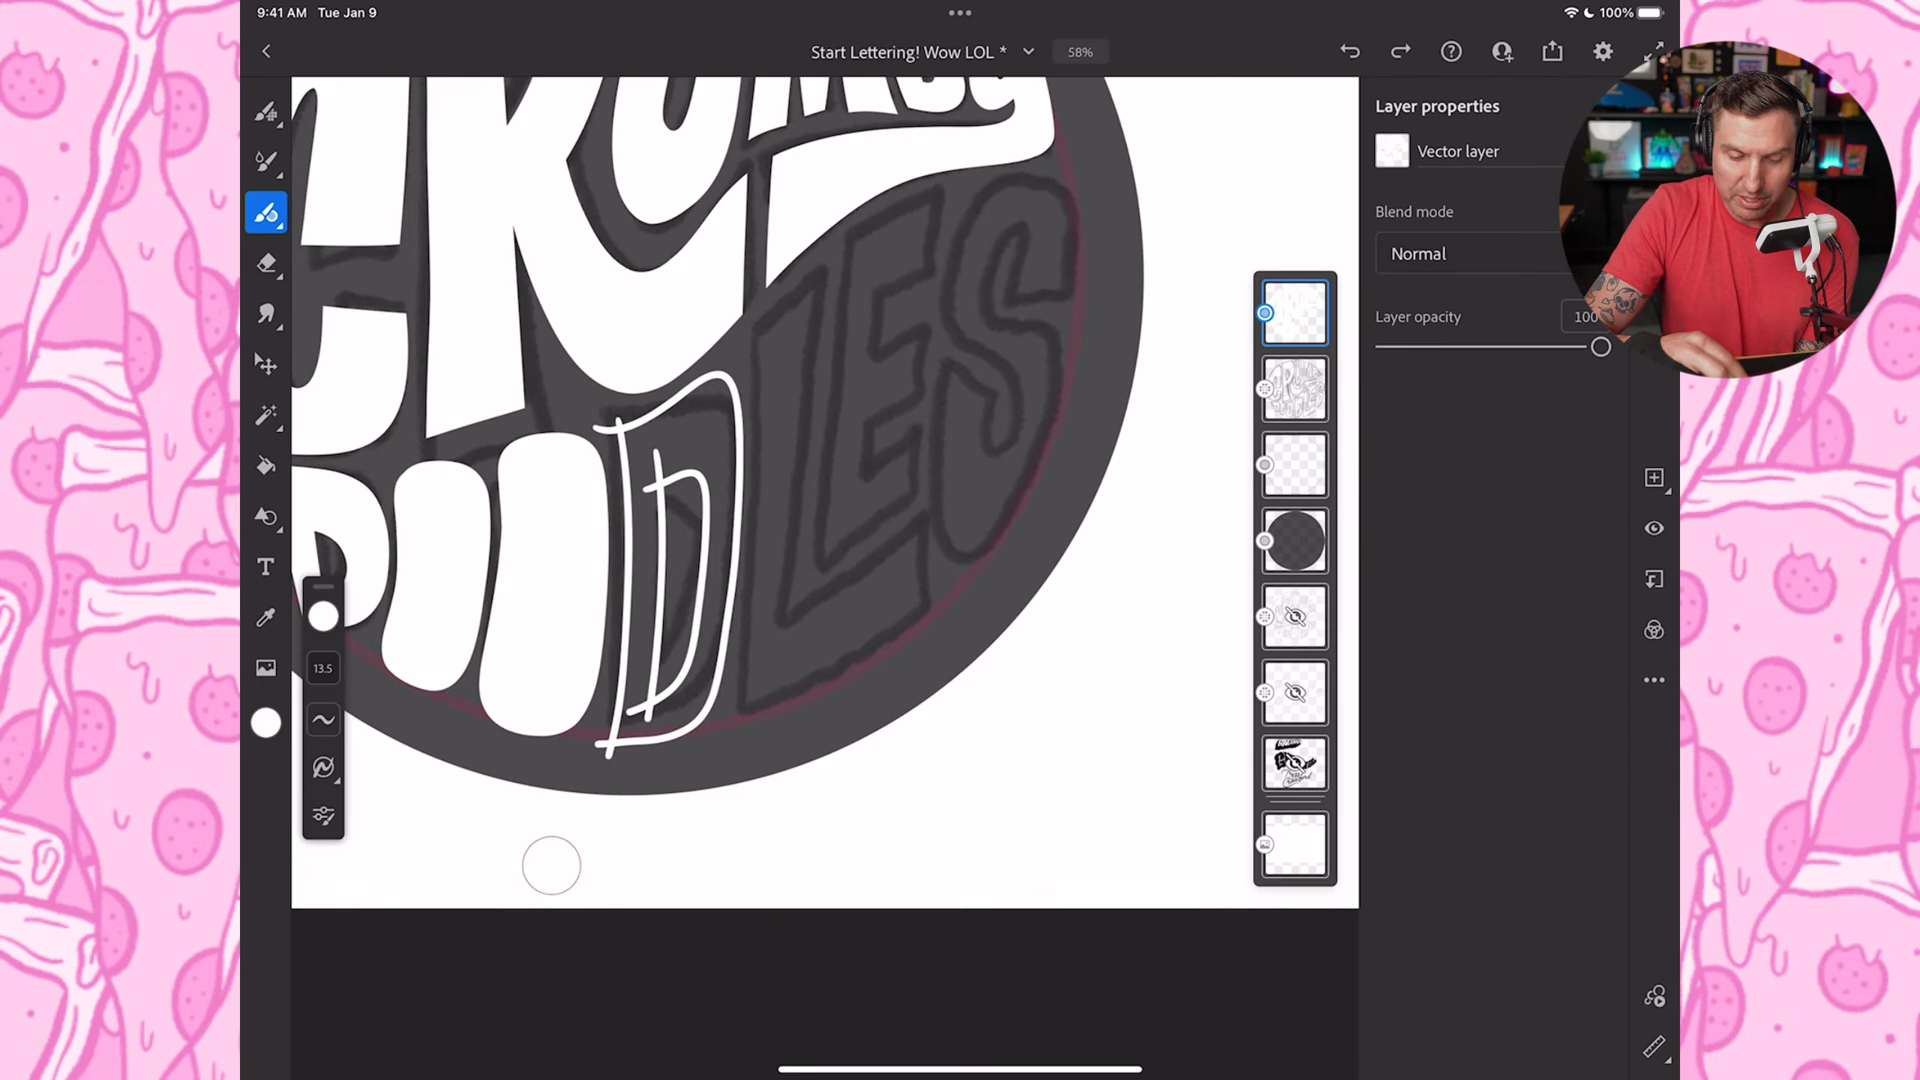 9:41 AM Tue Jan 9
100%
Start Lettering! Wow LOL *
58%
Layer properties
Vector layer
Blend mode
Normal
Layer opacity
100
13.5
DLES